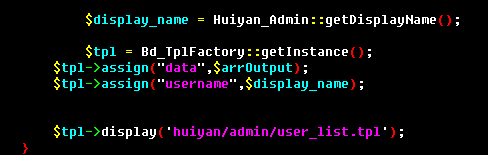 $display_name = Huiyan_Admin::getDisplayName();
$tpl = Bd_TplFactory::getInstance();
$tpl->assign("data",$arrOutput);
$tpl->assign("username",$display_name);
$tpl->display('huiyan/admin/user_list.tpl');
}